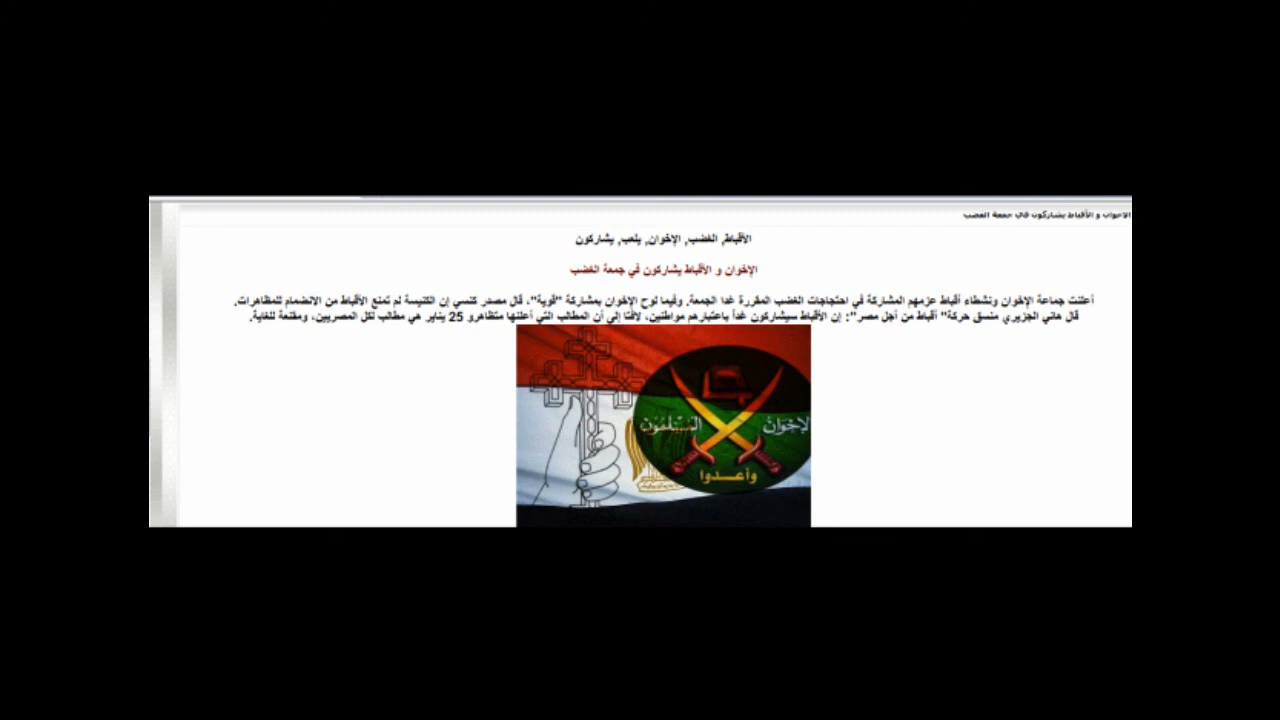 الاخوان و الأقباط يشاركون في جمعة الغضب
الأقباط, الغضب, الإخوان, يلعب, يشاركون
الإخوان و الأقباط يشاركون في جمعة الغضب
أعلنت جماعة الإخوان ونشطاء أقباط عزمهم المشاركة في احتجاجات الغضب المقررة غدا الجمعة. وفيما لوح الإخوان بمشاركة "قوية"، قال مصدر كنسي إن الكنيسة لم تمنع الأقباط من الانضمام للمظاهرات.
قال هاني الجزيري منسق حركة" أقباط من أجل مصر": إن الأقباط سيشاركون غداً باعتبارهم مواطنين، لافتا إلى أن المطالب التي أعلنها متظاهرو 25 يناير هي مطالب لكل المصريين، ومقنعة للغاية.
الإخوان المسلمون
وأعدوا